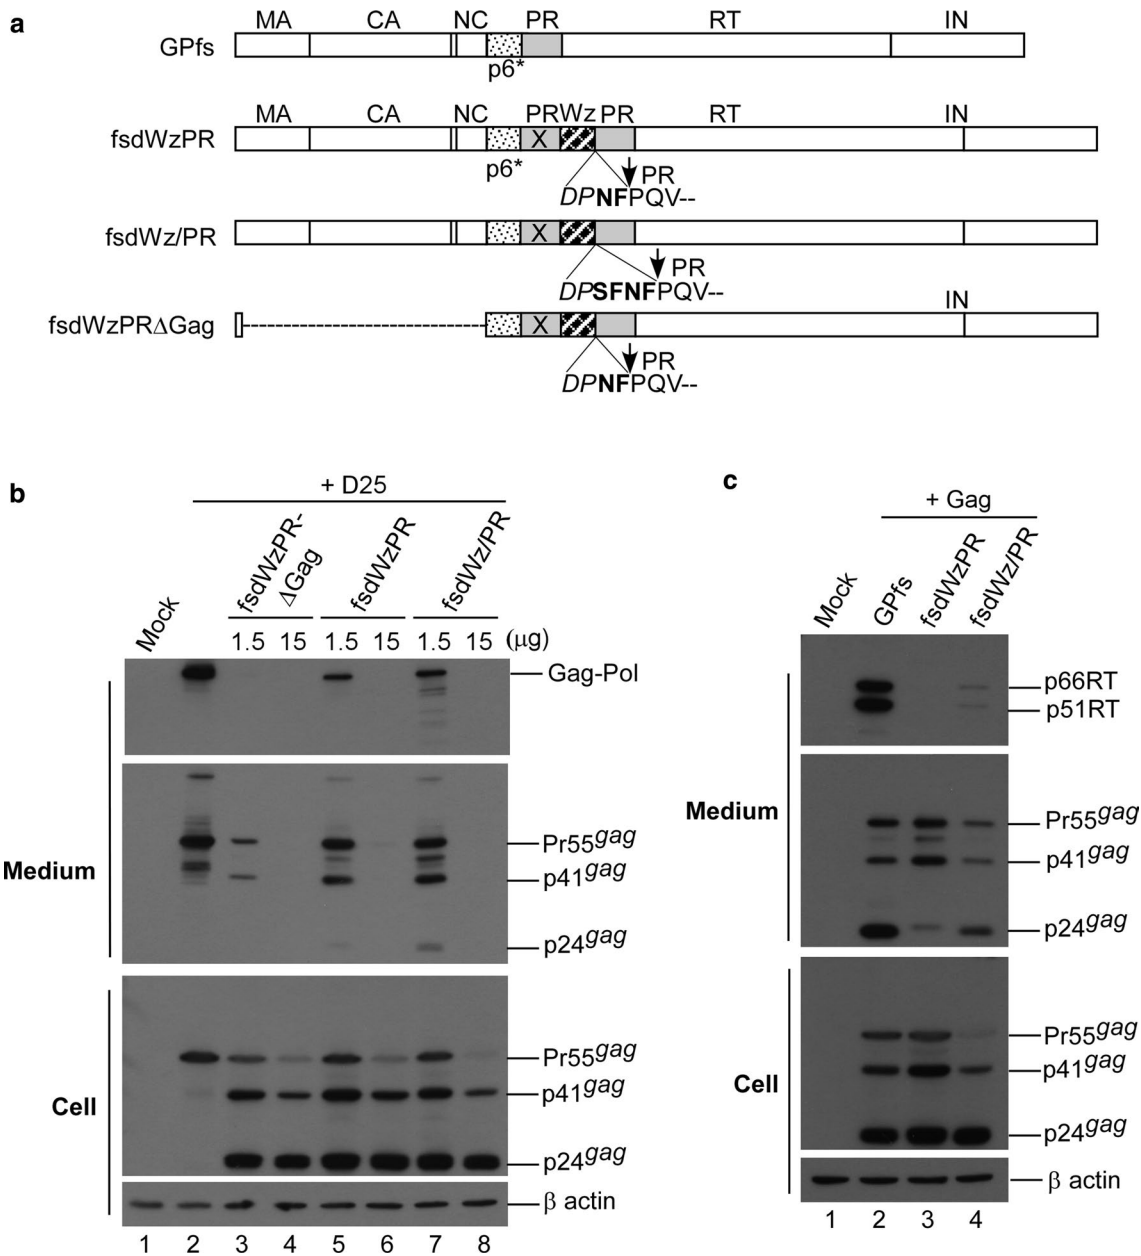 a
MA CA NC PR RT IN
GPfs
p6*
MA CA NC PR Wz PR RT IN
fsdWzPR X
p6* PR
DPNFPQV--
fsdWz/PR X
PR
DPSFNFPQV--
IN
fsdWzPRΔGag X
PR
DPNFPQV--
b
+ D25
Mock fsdWzPR-ΔGag fsdWzPR fsdWz/PR
1.5 15 1.5 15 1.5 15 (μg)
Gag-Pol
Medium
Pr55gag
p41gag
p24gag
Cell
Pr55gag
p41gag
p24gag
β actin
1 2 3 4 5 6 7 8
c
+ Gag
Mock GPfs fsdWzPR fsdWz/PR
p66RT
p51RT
Medium
Pr55gag
p41gag
p24gag
Cell
Pr55gag
p41gag
p24gag
β actin
1 2 3 4